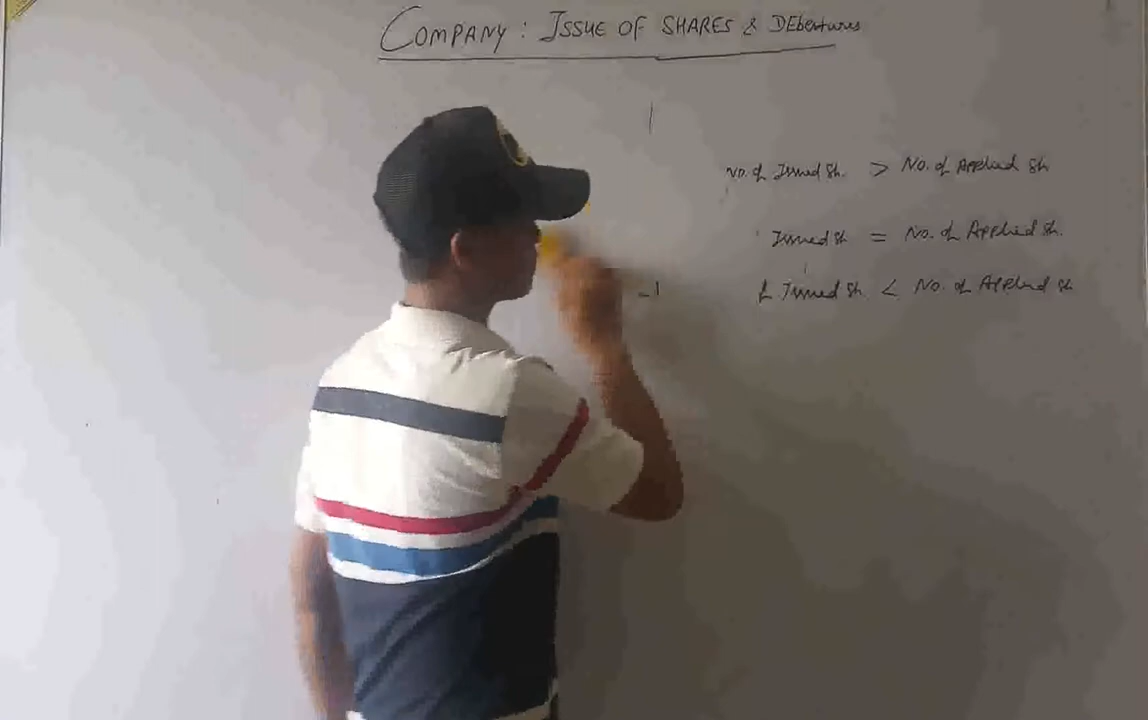 COMPANY : ISSUE OF SHARES & DEbentures
No. of Issued Sh. > No. of Applied Sh
Issued Sh = No. of Applied Sh.
f Issued Sh. < No. of Applied Sh